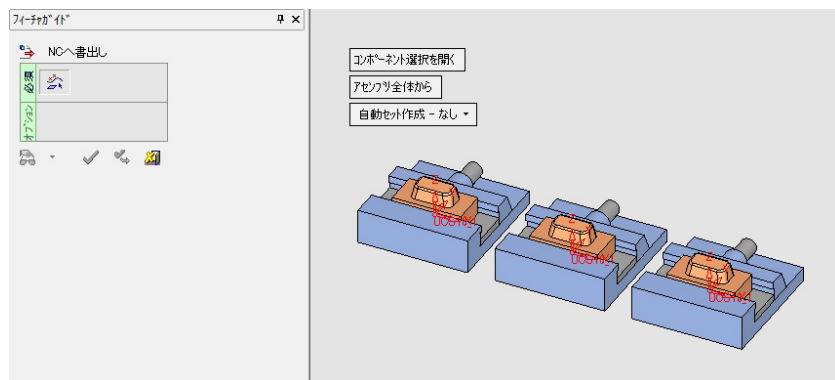 フィーチャガイド
NCへ書出し
必須
オプション
コンポーネント選択を開く
アセンブリ全体から
自動セット作成 - なし
Z
Z
Z